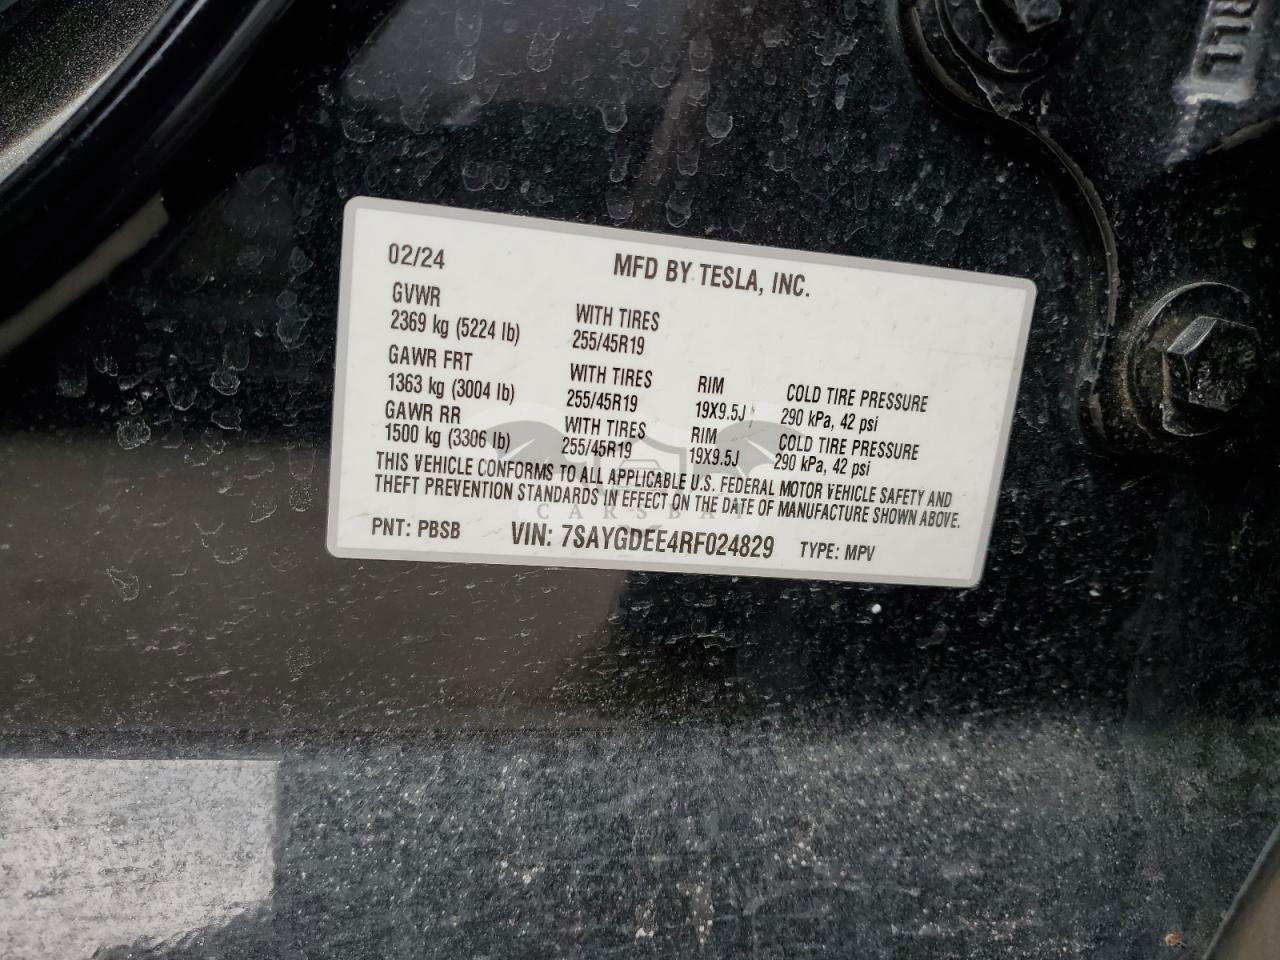 02/24 MFD BY TESLA, INC.
GVWR WITH TIRES
2369 kg (5224 lb) 255/45R19
GAWR FRT WITH TIRES RIM COLD TIRE PRESSURE
1363 kg (3004 lb) 255/45R19 19X9.5J 290 kPa, 42 psi
GAWR RR WITH TIRES RIM COLD TIRE PRESSURE
1500 kg (3306 lb) 255/45R19 19X9.5J 290 kPa, 42 psi
THIS VEHICLE CONFORMS TO ALL APPLICABLE U.S. FEDERAL MOTOR VEHICLE SAFETY AND
THEFT PREVENTION STANDARDS IN EFFECT ON THE DATE OF MANUFACTURE SHOWN ABOVE.
CARSBAT
PNT: PBSB VIN: 7SAYGDEE4RF024829 TYPE: MPV